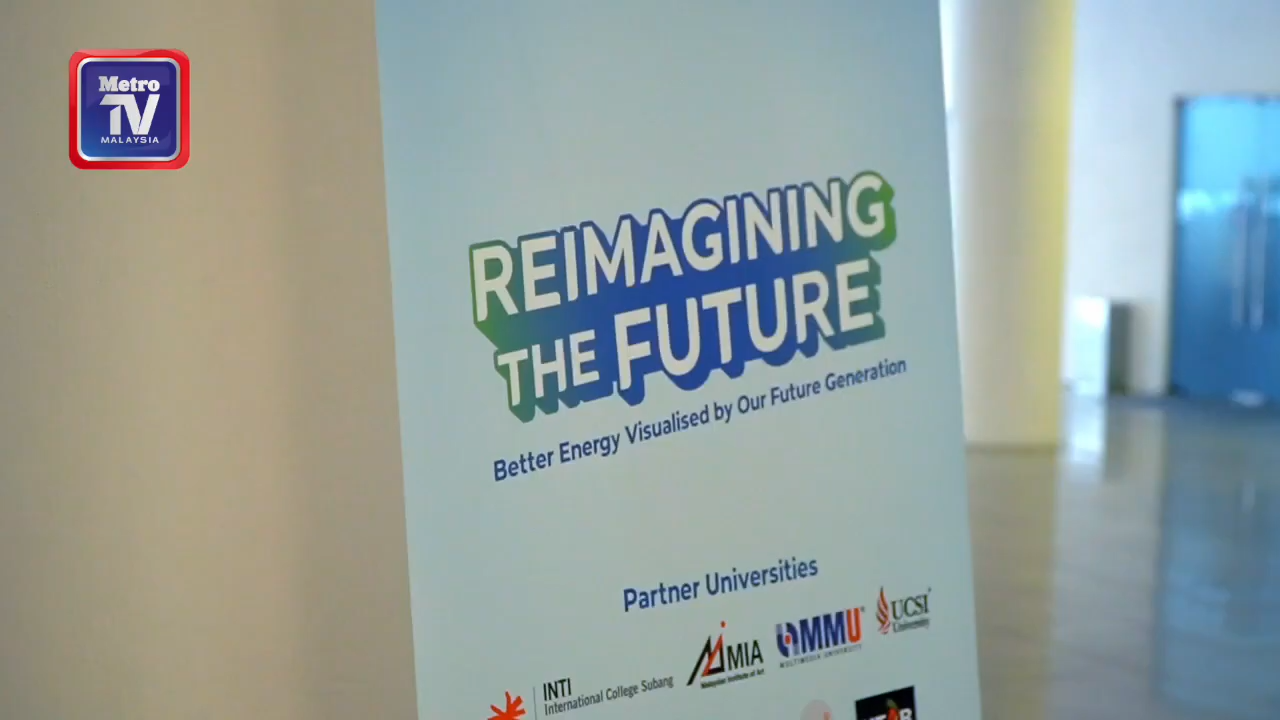 Metro
TV
MALAYSIA
REIMAGINING
THE FUTURE
Better Energy Visualised by Our Future Generation
Partner Universities
INTI
International College Subang
MIA
Malaysian Institute of Art
MMU
MULTIMEDIA UNIVERSITY
UCSI
University